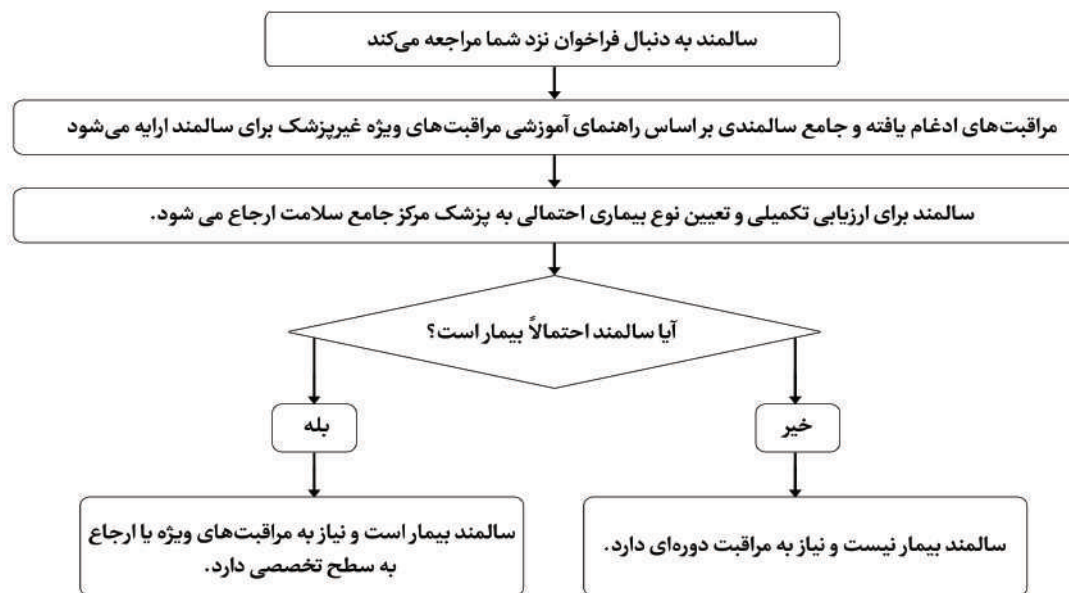 سالمند به دنبال فراخوان نزد شما مراجعه می‌کند
مراقبت‌های ادغام یافته و جامع سالمندی بر اساس راهنمای آموزشی مراقبت‌های ویژه غیرپزشک برای سالمند ارایه می‌شود
سالمند برای ارزیابی تکمیلی و تعیین نوع بیماری احتمالی به پزشک مرکز جامع سلامت ارجاع می شود.
آیا سالمند احتمالاً بیمار است؟
خیر
بله
سالمند بیمار نیست و نیاز به مراقبت دوره‌ای دارد.
سالمند بیمار است و نیاز به مراقبت‌های ویژه یا ارجاع
به سطح تخصصی دارد.